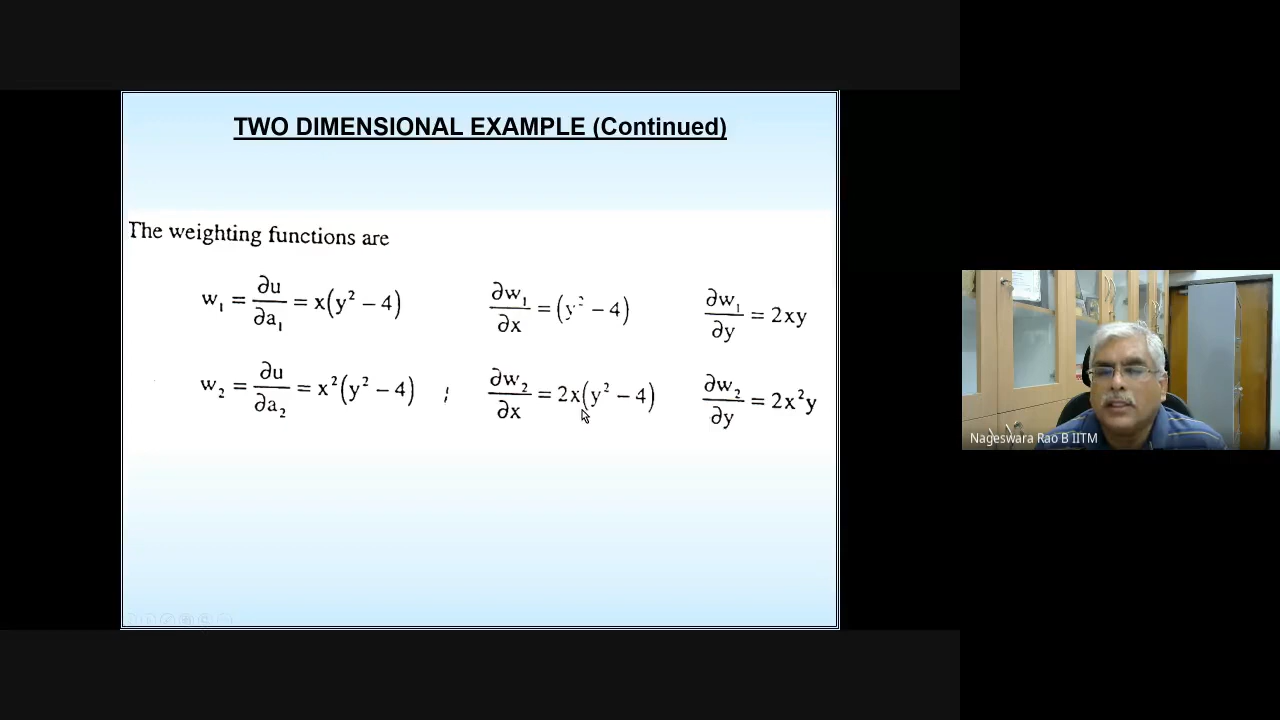 TWO DIMENSIONAL EXAMPLE (Continued)
The weighting functions are
w₁ = ∂u/∂a₁ = x(y² − 4) ∂w₁/∂x = (y² − 4) ∂w₁/∂y = 2xy
w₂ = ∂u/∂a₂ = x²(y² − 4) ; ∂w₂/∂x = 2x(y² − 4) ∂w₂/∂y = 2x²y
Nageswara Rao B IITM